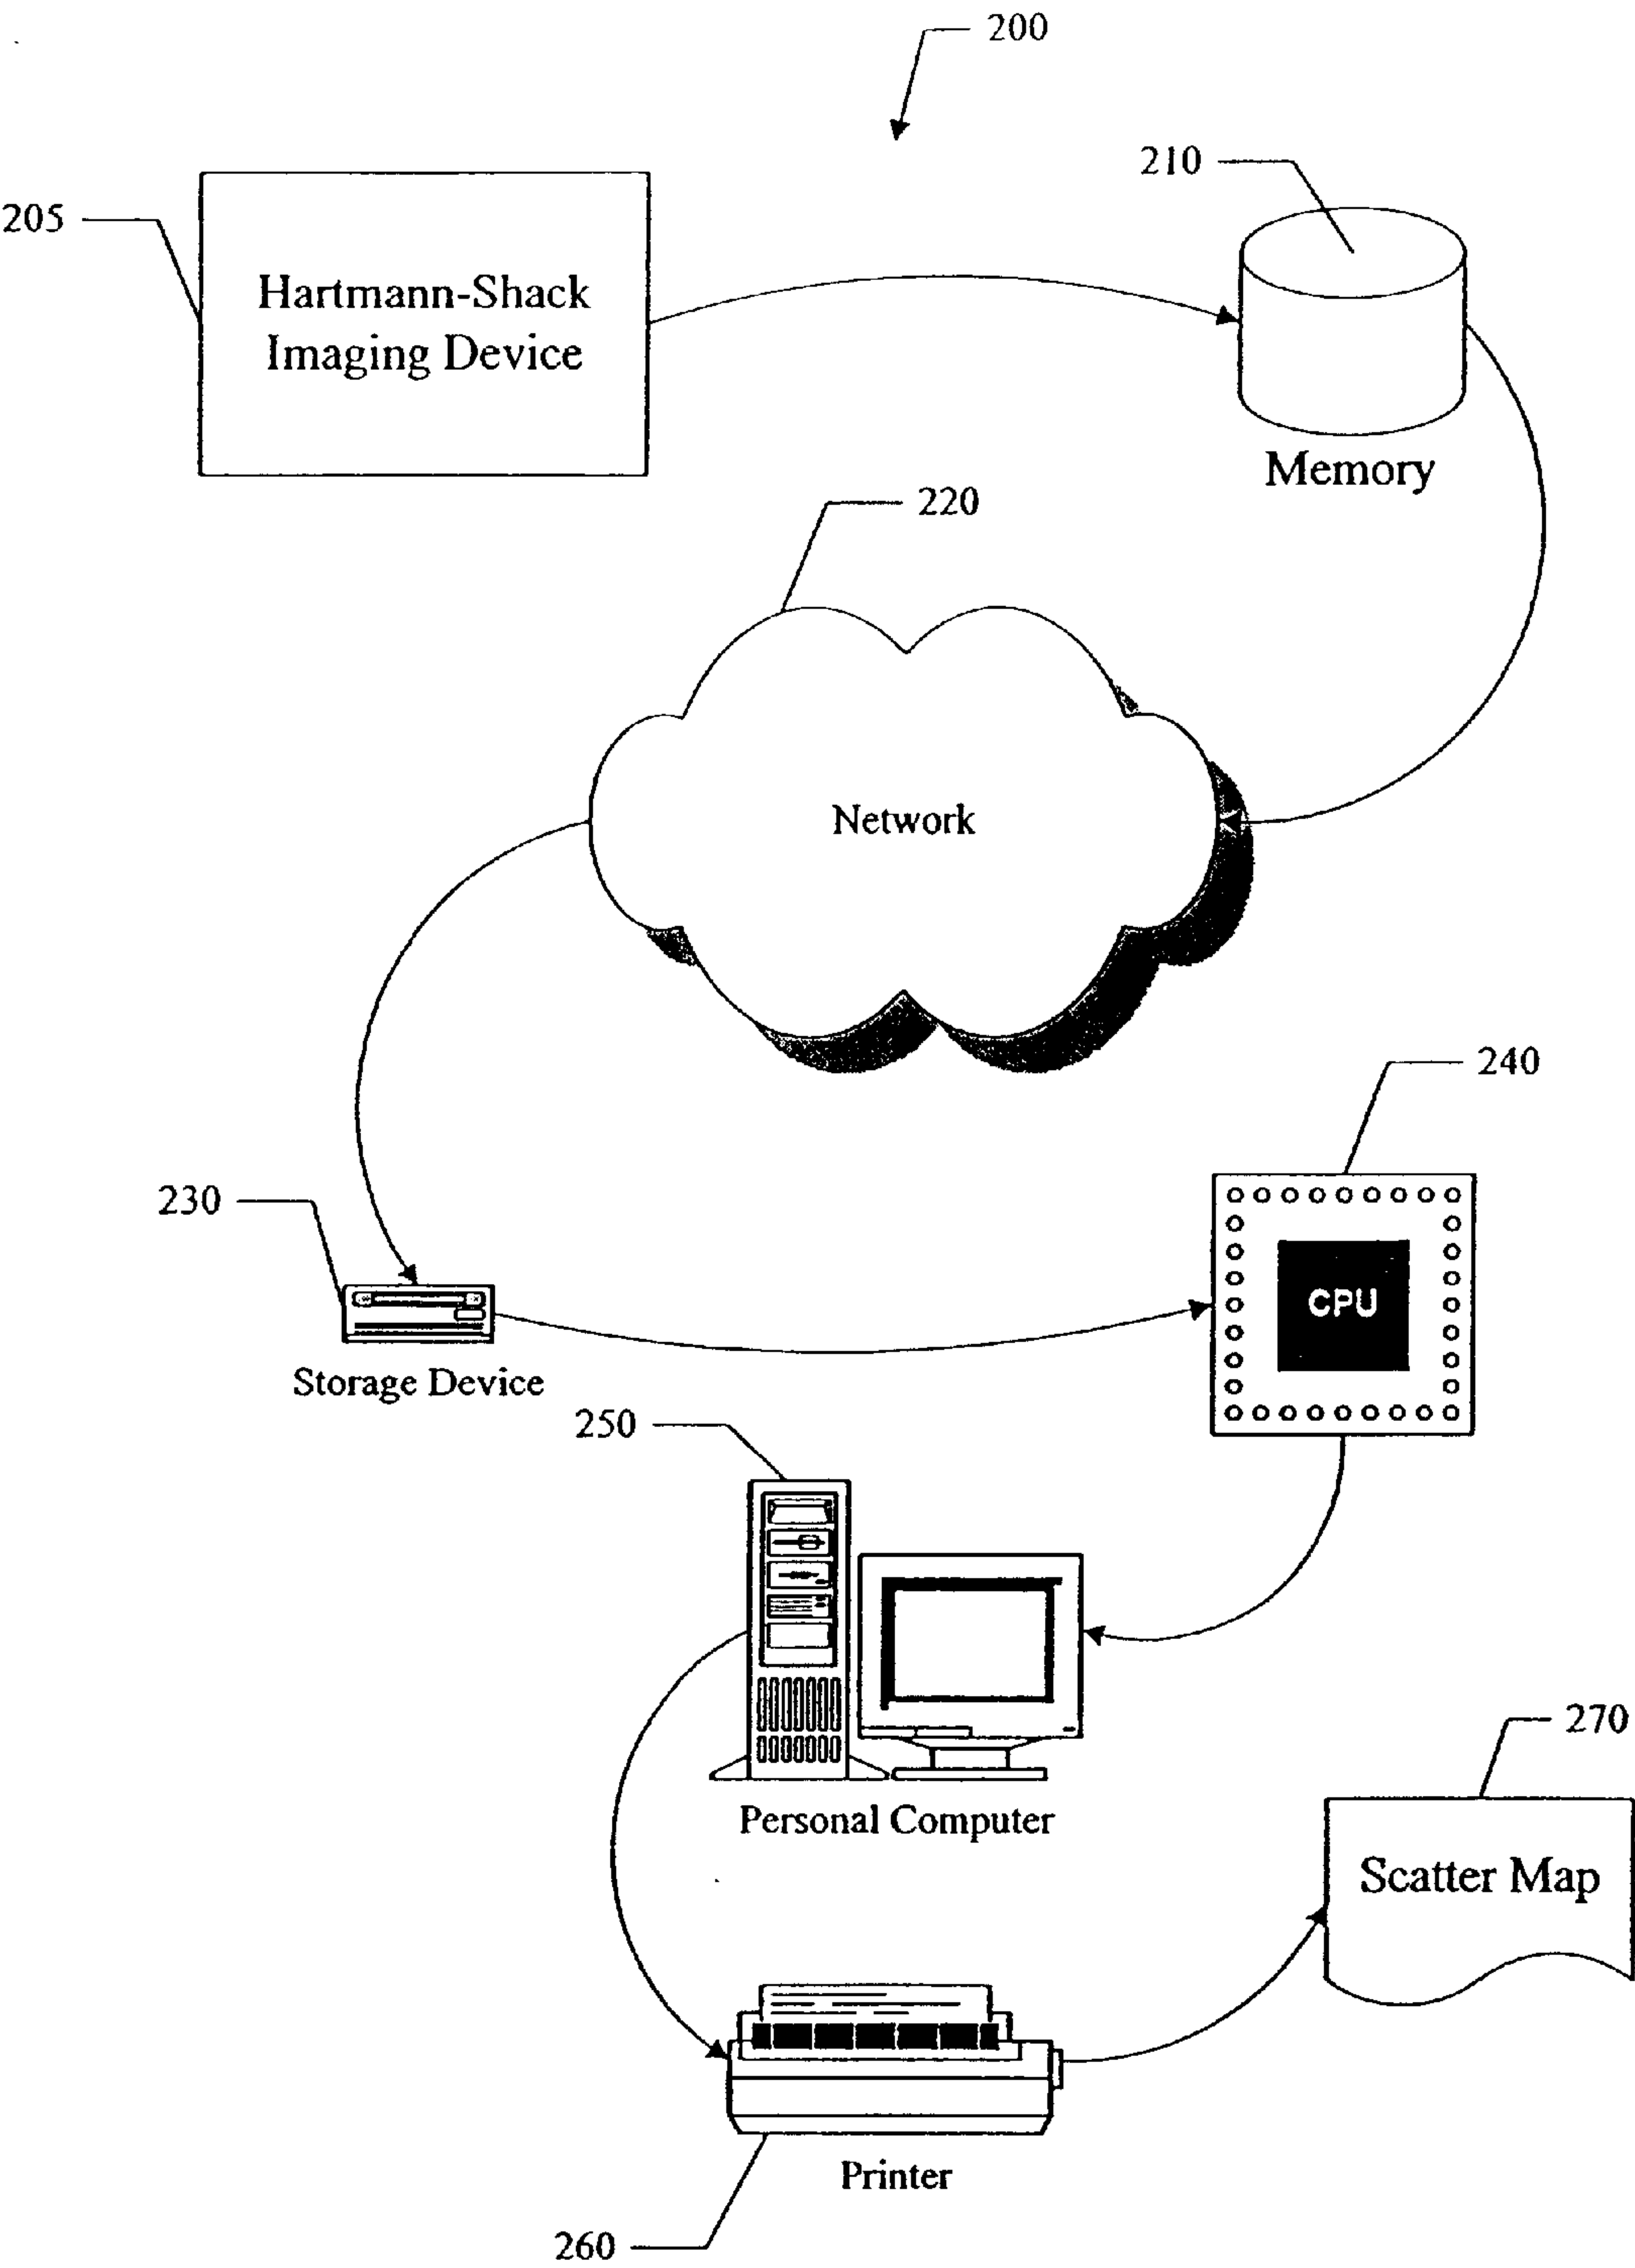 200
210
205
Hartmann-Shack
Imaging Device
Memory
220
Network
240
230
CPU
Storage Device
250
270
Personal Computer
Scatter Map
Printer
260